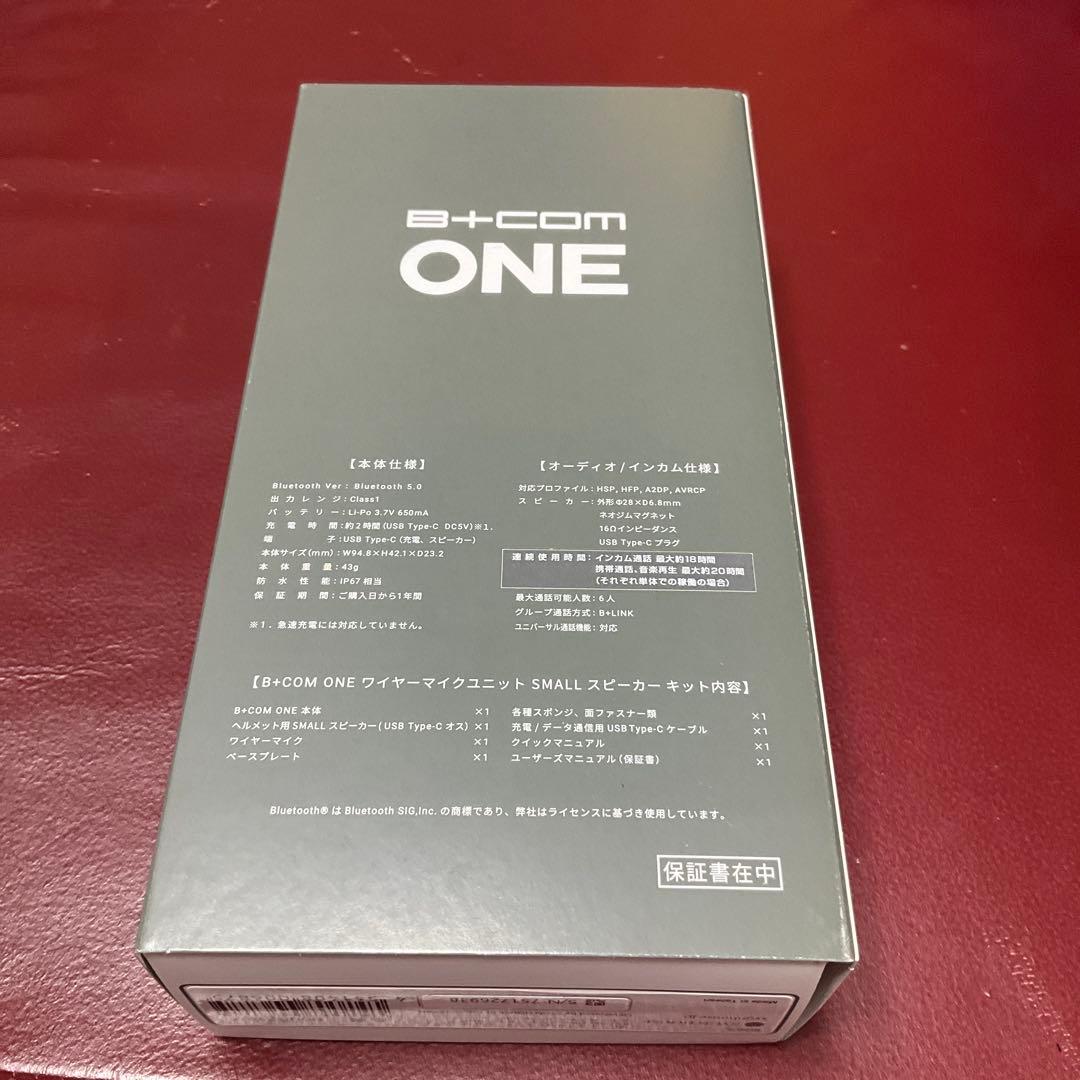 B+COM
ONE
【本体仕様】
Bluetooth Ver：Bluetooth 5.0
出力レンジ：Class1
バッテリー：Li-Po 3.7V 650mA
充電時間：約2時間(USB Type-C DC5V)※1.
端子：USB Type-C (充電、スピーカー)
本体サイズ(mm)：W94.8×H42.1×D23.2
本体重量：43g
防水性能：IP67 相当
保証期間：ご購入日から1年間
※1．急速充電には対応していません。
【オーディオ/インカム仕様】
対応プロファイル：HSP, HFP, A2DP, AVRCP
スピーカー：外形Φ28×D6.8mm
ネオジムマグネット
16Ωインピーダンス
USB Type-C プラグ
連続使用時間：インカム通話 最大約18時間
携帯通話、音楽再生 最大約20時間
(それぞれ単体での稼働の場合)
最大通話可能人数：6人
グループ通話方式：B+LINK
ユニバーサル通話機能：対応
【B+COM ONE ワイヤーマイクユニット SMALL スピーカー キット内容】
B+COM ONE 本体 ×1
ヘルメット用 SMALL スピーカー( USB Type-C オス) ×1
ワイヤーマイク ×1
ベースプレート ×1
各種スポンジ、面ファスナー類 ×1
充電/データ通信用 USB Type-C ケーブル ×1
クイックマニュアル ×1
ユーザーズマニュアル(保証書) ×1
Bluetooth® は Bluetooth SIG,Inc. の商標であり、弊社はライセンスに基づき使用しています。
保証書在中
Made in Taiwan